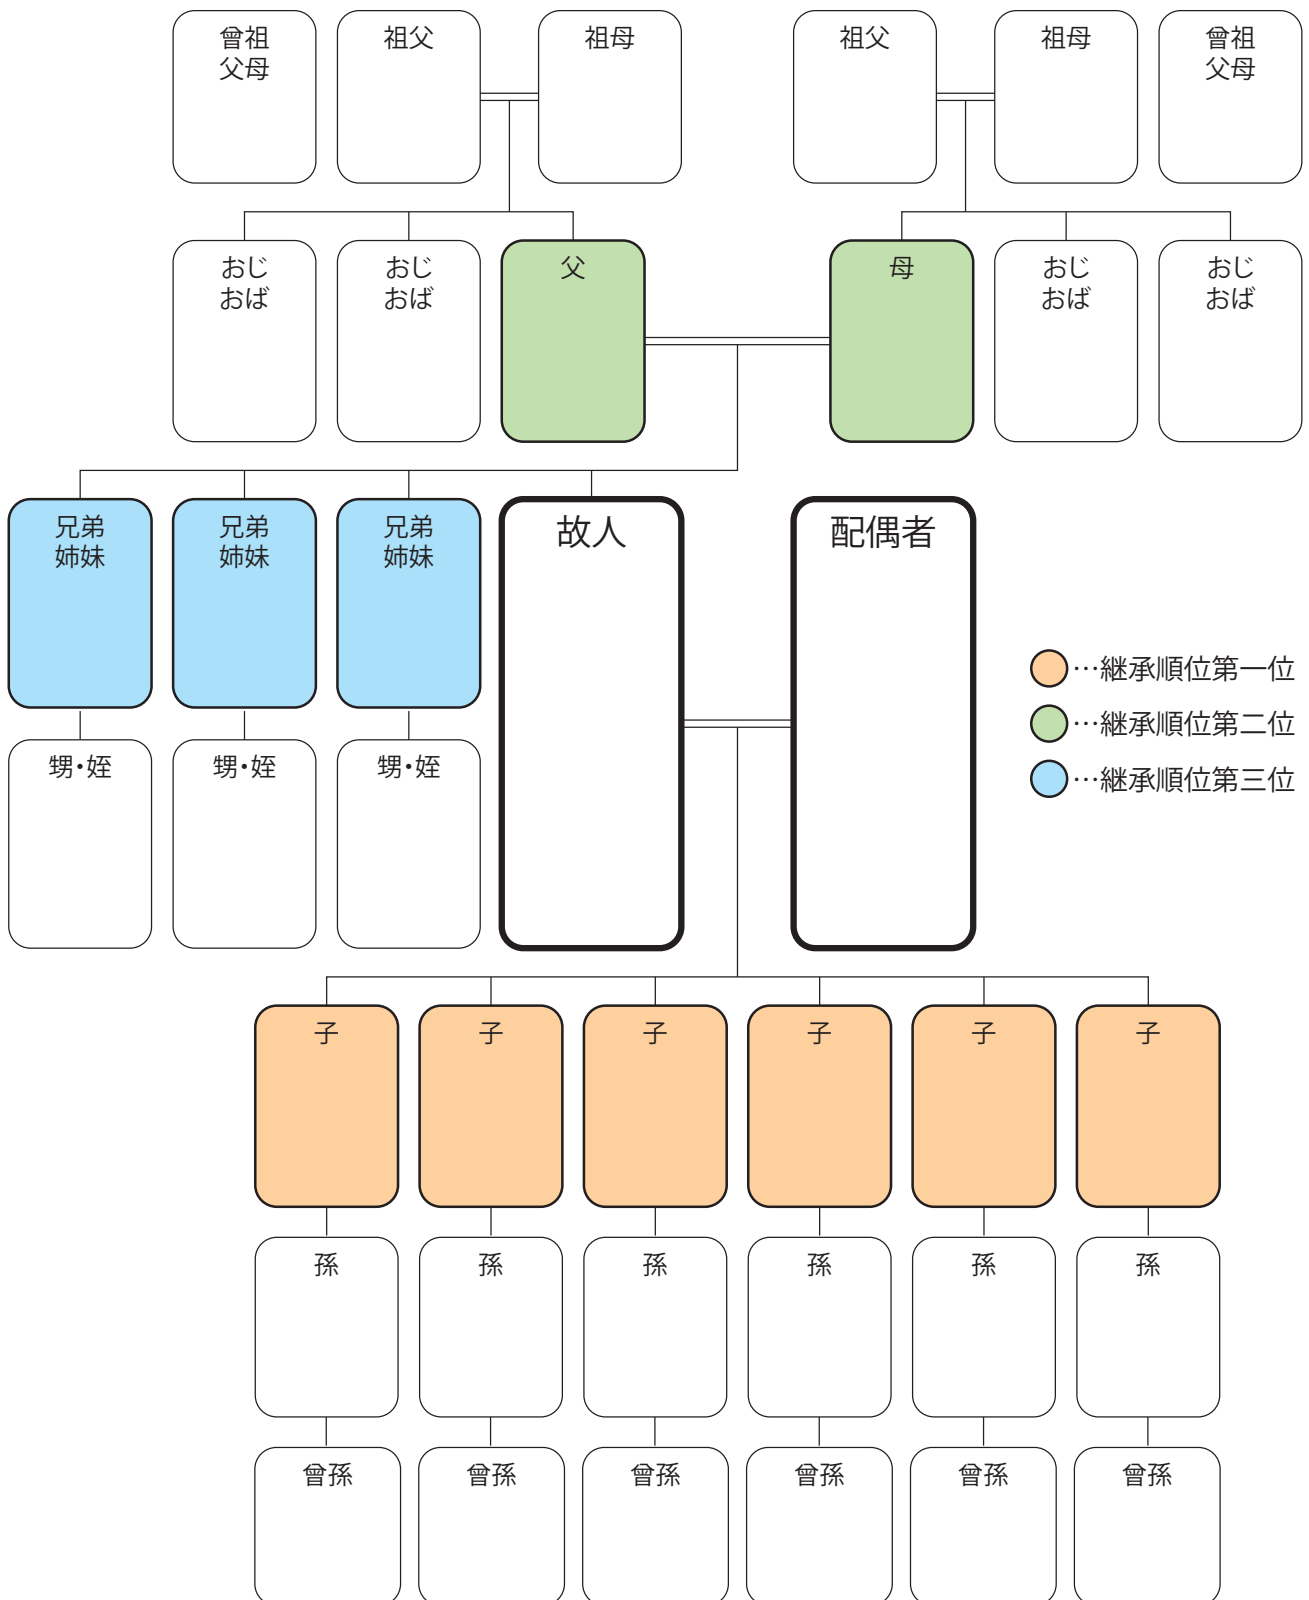 曾祖
父母
祖父
祖母
祖父
祖母
曾祖
父母
おじ
おば
おじ
おば
父
母
おじ
おば
おじ
おば
兄弟
姉妹
兄弟
姉妹
兄弟
姉妹
故人
配偶者
…継承順位第一位
…継承順位第二位
…継承順位第三位
甥・姪
甥・姪
甥・姪
子
子
子
子
子
子
孫
孫
孫
孫
孫
孫
曾孫
曾孫
曾孫
曾孫
曾孫
曾孫